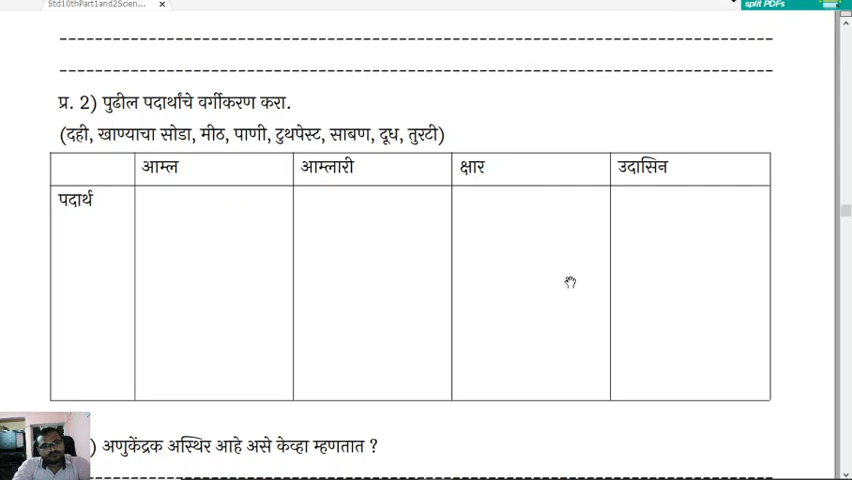 Std10thPart1and2Scien...
split PDFs
प्र. 2) पुढील पदार्थांचे वर्गीकरण करा.
(दही, खाण्याचा सोडा, मीठ, पाणी, टुथपेस्ट, साबण, दूध, तुरटी)
आम्ल आम्लारी क्षार उदासिन
पदार्थ
) अणुकेंद्रक अस्थिर आहे असे केव्हा म्हणतात ?